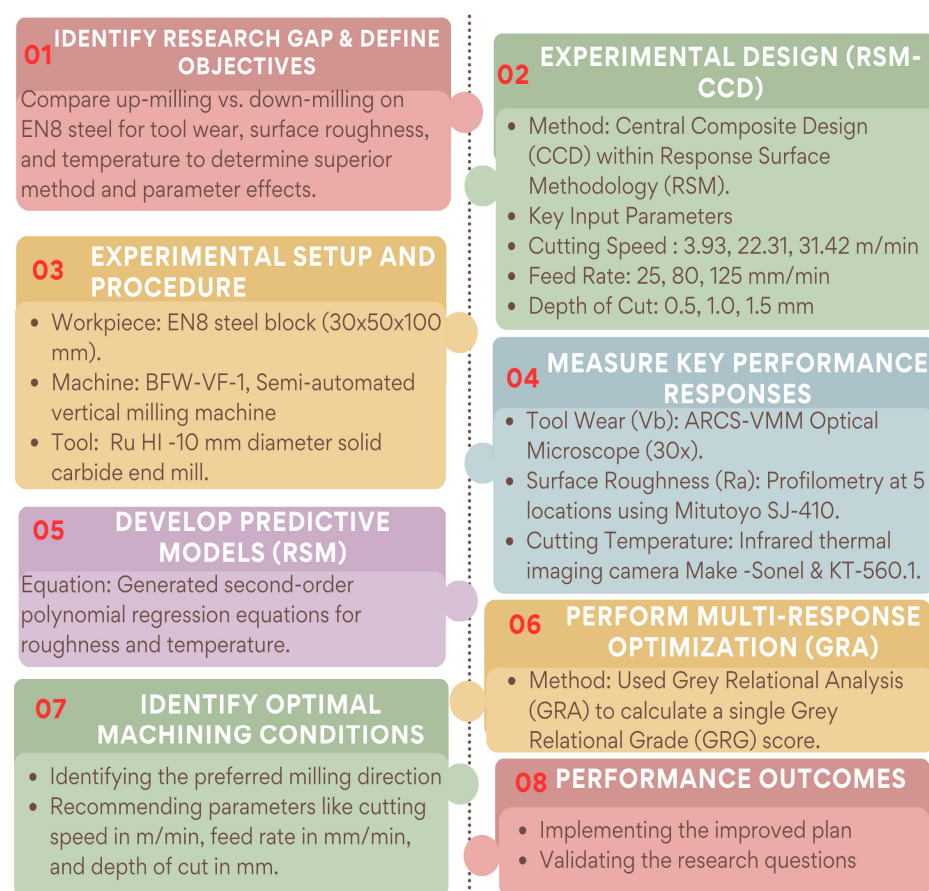 01
IDENTIFY RESEARCH GAP & DEFINE
OBJECTIVES
Compare up-milling vs. down-milling on
EN8 steel for tool wear, surface roughness,
and temperature to determine superior
method and parameter effects.
02
EXPERIMENTAL DESIGN (RSM-
CCD)
• Method: Central Composite Design
(CCD) within Response Surface
Methodology (RSM).
• Key Input Parameters
• Cutting Speed : 3.93, 22.31, 31.42 m/min
• Feed Rate: 25, 80, 125 mm/min
• Depth of Cut: 0.5, 1.0, 1.5 mm
03
EXPERIMENTAL SETUP AND
PROCEDURE
• Workpiece: EN8 steel block (30x50x100
mm).
• Machine: BFW-VF-1, Semi-automated
vertical milling machine
• Tool: Ru HI -10 mm diameter solid
carbide end mill.
04
MEASURE KEY PERFORMANCE
RESPONSES
• Tool Wear (Vb): ARCS-VMM Optical
Microscope (30x).
• Surface Roughness (Ra): Profilometry at 5
locations using Mitutoyo SJ-410.
• Cutting Temperature: Infrared thermal
imaging camera Make -Sonel & KT-560.1.
05
DEVELOP PREDICTIVE
MODELS (RSM)
Equation: Generated second-order
polynomial regression equations for
roughness and temperature.
06
PERFORM MULTI-RESPONSE
OPTIMIZATION (GRA)
• Method: Used Grey Relational Analysis
(GRA) to calculate a single Grey
Relational Grade (GRG) score.
07
IDENTIFY OPTIMAL
MACHINING CONDITIONS
• Identifying the preferred milling direction
• Recommending parameters like cutting
speed in m/min, feed rate in mm/min,
and depth of cut in mm.
08
PERFORMANCE OUTCOMES
• Implementing the improved plan
• Validating the research questions